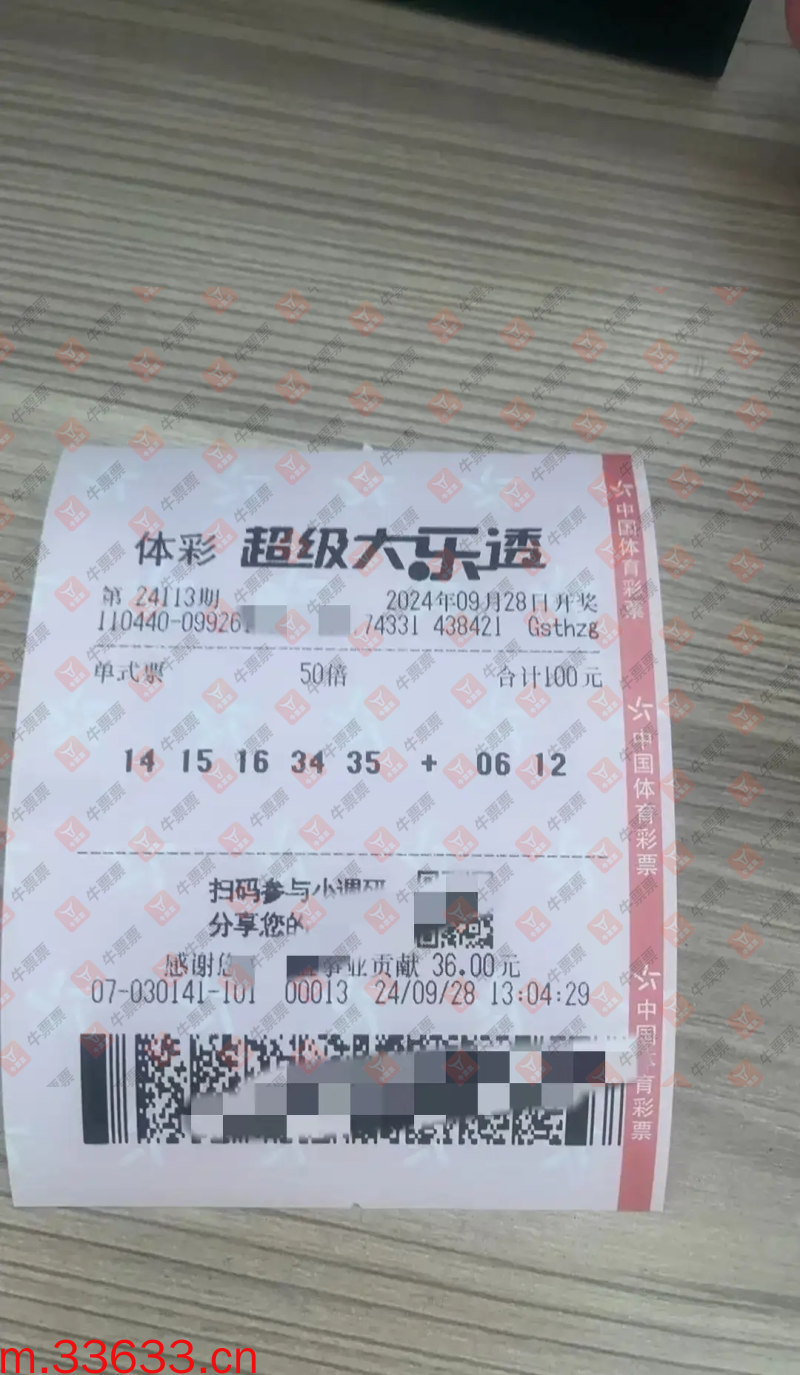 体彩 超级大乐透
第 24113期 2024年09月28日开奖
110440-09926 74331 438421 Gsthzg
单式票 50倍 合计100元
14 15 16 34 35 + 06 12
扫码参与小调研
分享您的
感谢您 事业贡献 36.00元
07-030141-101 00013 24/09/28 13:04:29
中国体育彩票
中国体育彩票
中国体育彩票
牛票票
m.33633.cn